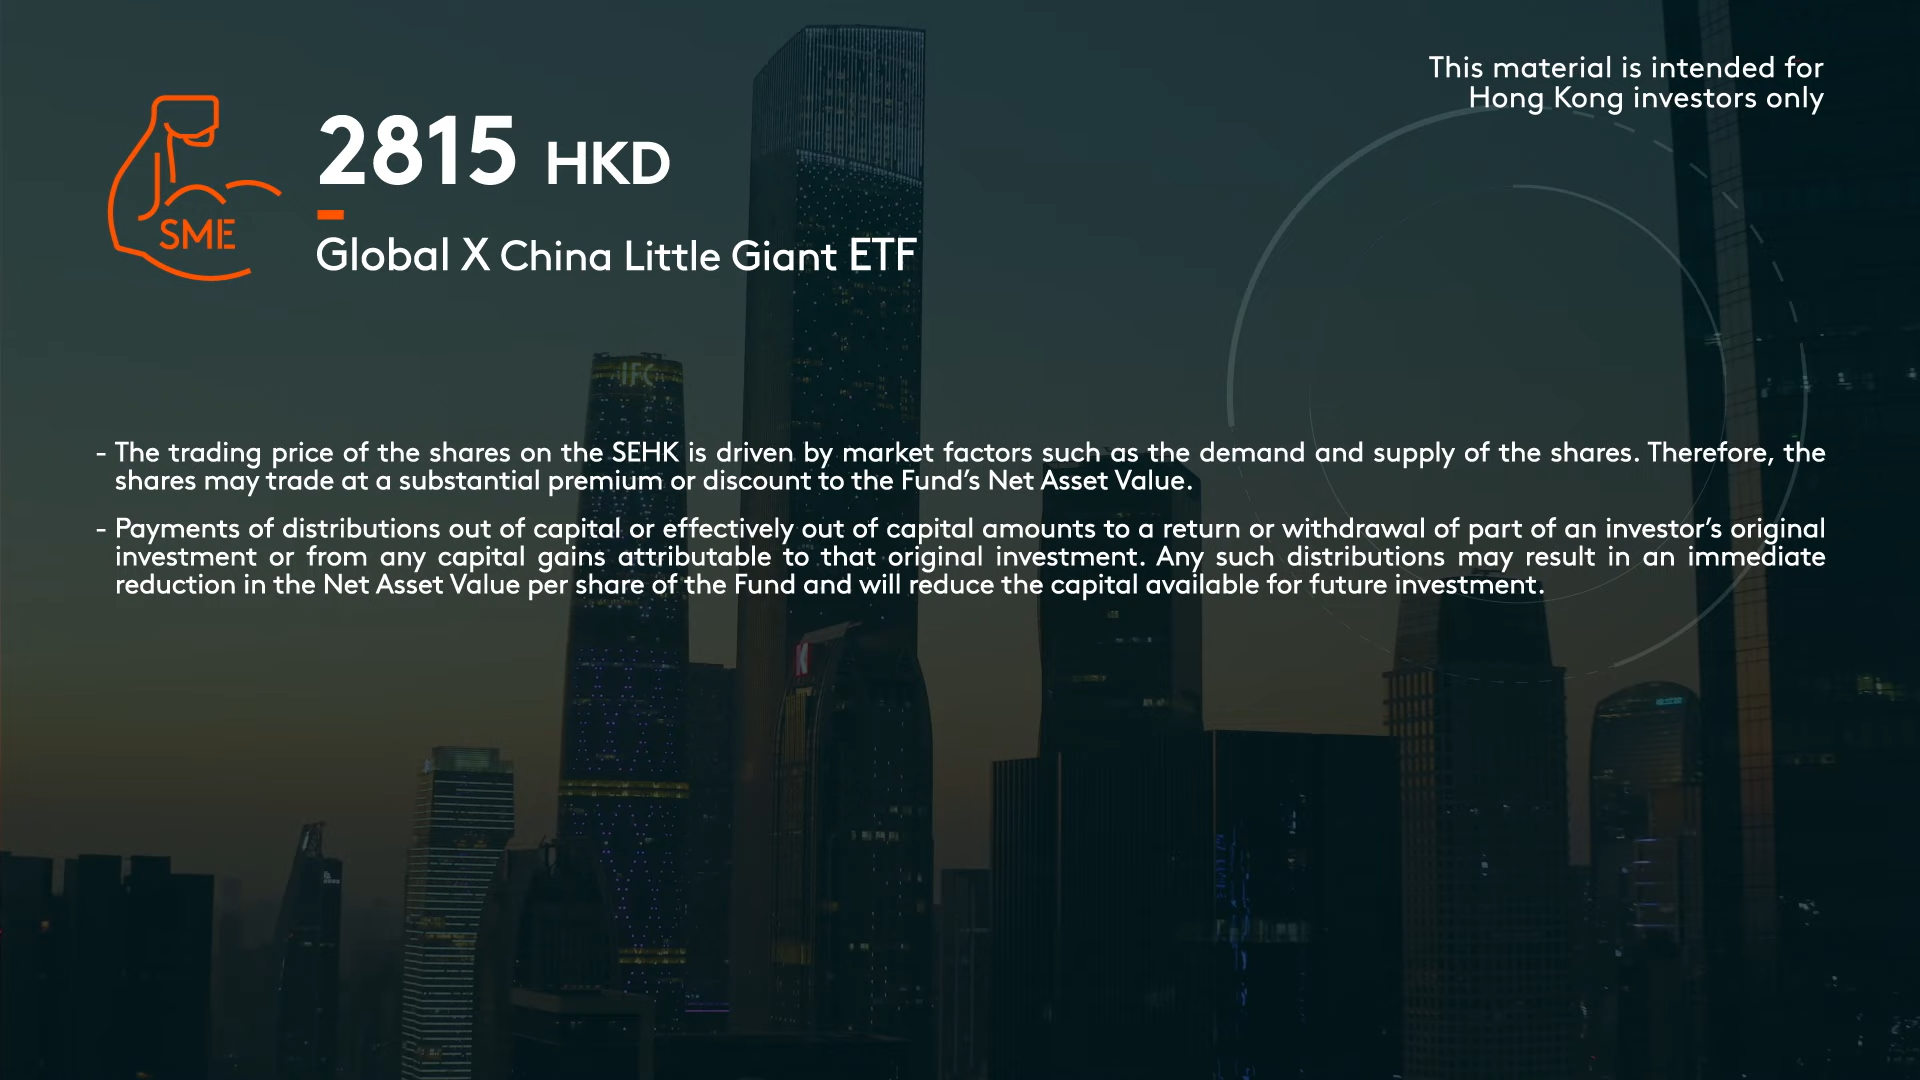 This material is intended for
Hong Kong investors only
SME
2815 HKD
Global X China Little Giant ETF
IFC
- The trading price of the shares on the SEHK is driven by market factors such as the demand and supply of the shares. Therefore, the
shares may trade at a substantial premium or discount to the Fund’s Net Asset Value.
- Payments of distributions out of capital or effectively out of capital amounts to a return or withdrawal of part of an investor’s original
investment or from any capital gains attributable to that original investment. Any such distributions may result in an immediate
reduction in the Net Asset Value per share of the Fund and will reduce the capital available for future investment.
K